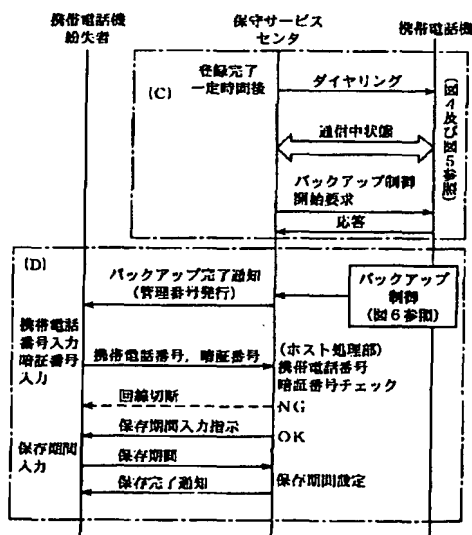 携帯電話機
紛失者
保守サービス
センタ
携帯電話機
(C)
登録完了
一定時間後
ダイヤリング
通信中状態
(図4及び図5参照)
バックアップ制御
開始要求
応答
(D)
バックアップ完了通知
(管理番号発行)
バックアップ
制御
(図6参照)
携帯電話
番号入力
暗証番号
入力
携帯電話番号，暗証番号
(ホスト処理部)
携帯電話番号
暗証番号チェック
回線切断
NG
保存期間入力指示
OK
保存期間
入力
保存期間
保存期間設定
保存完了通知